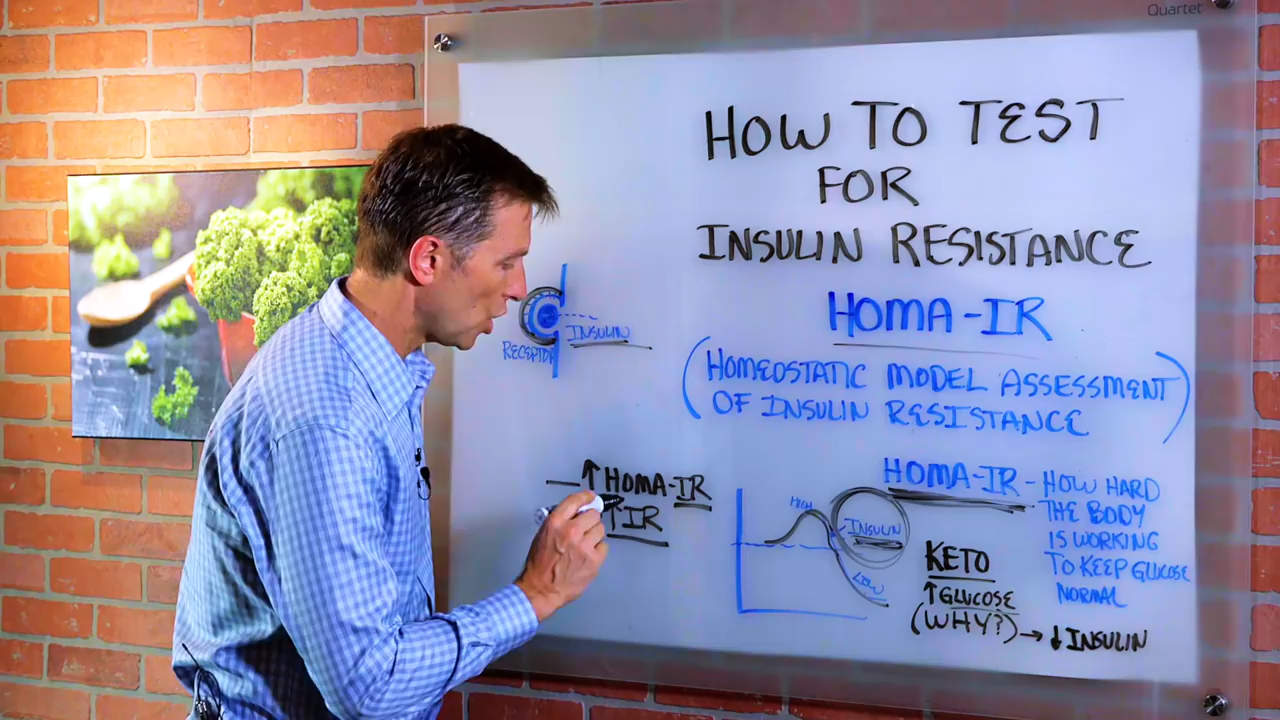 Quartet
HOW TO TEST
FOR
INSULIN RESISTANCE
HOMA-IR
(HOMEOSTATIC MODEL ASSESSMENT
OF INSULIN RESISTANCE)
INSULIN
RECEPTOR
↑ HOMA-IR
↑ IR
HIGH
INSULIN
LOW
HOMA-IR - HOW HARD
THE BODY
IS WORKING
TO KEEP GLUCOSE
NORMAL
KETO
↑ GLUCOSE
(WHY?) → ↓ INSULIN